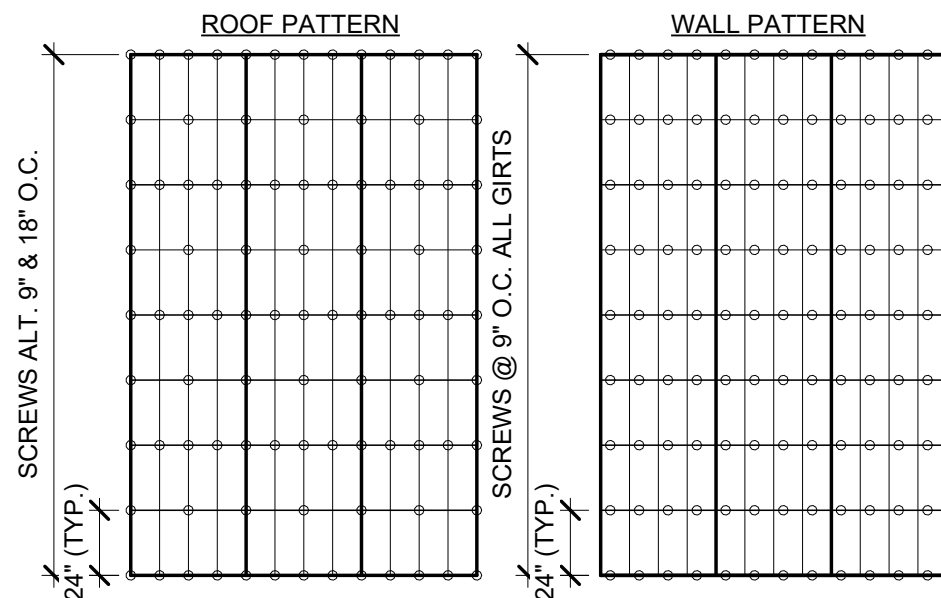 ROOF PATTERN
WALL PATTERN
SCREWS ALT. 9" & 18" O.C.
24" (TYP.)
SCREWS @ 9" O.C. ALL GIRTS
24" (TYP.)